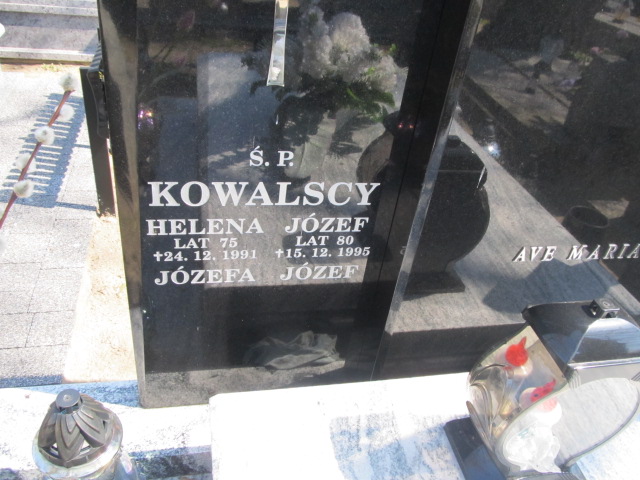 Ś. P.
KOWALSCY
HELENA JÓZEF
LAT 75 LAT 80
†24. 12. 1991 †15. 12. 1995
JÓZEFA JÓZEF
AVE MARIA